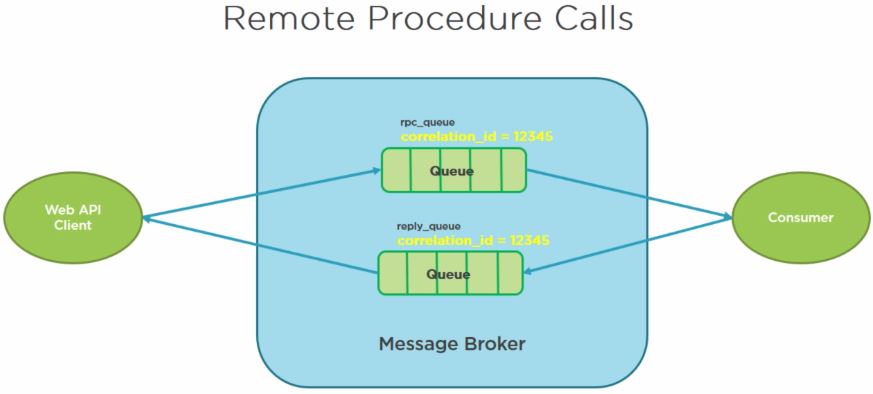 Remote Procedure Calls
rpc_queue
correlation_id = 12345
Queue
Web API
Client
Consumer
reply_queue
correlation_id = 12345
Queue
Message Broker